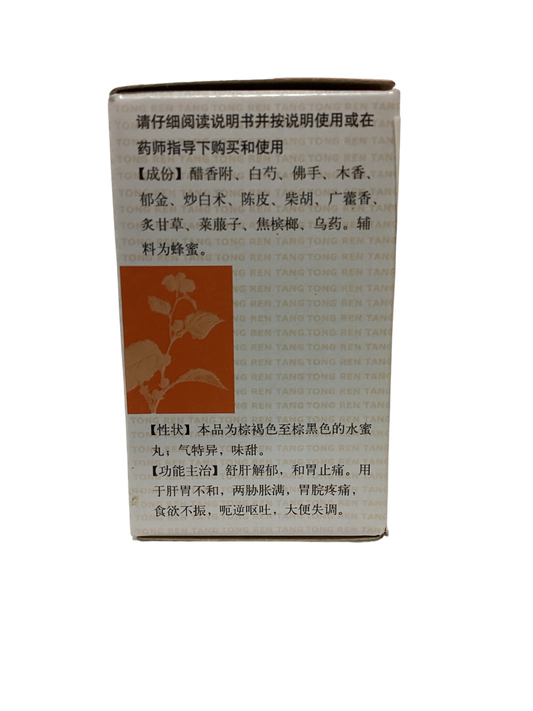 请仔细阅读说明书并按说明使用或在
药师指导下购买和使用
【成份】醋香附、白芍、佛手、木香、
郁金、炒白术、陈皮、柴胡、广藿香、
炙甘草、莱菔子、焦槟榔、乌药。辅
料为蜂蜜。
【性状】本品为棕褐色至棕黑色的水蜜
丸；气特异，味甜。
【功能主治】舒肝解郁，和胃止痛。用
于肝胃不和，两胁胀满，胃脘疼痛，
食欲不振，呃逆呕吐，大便失调。